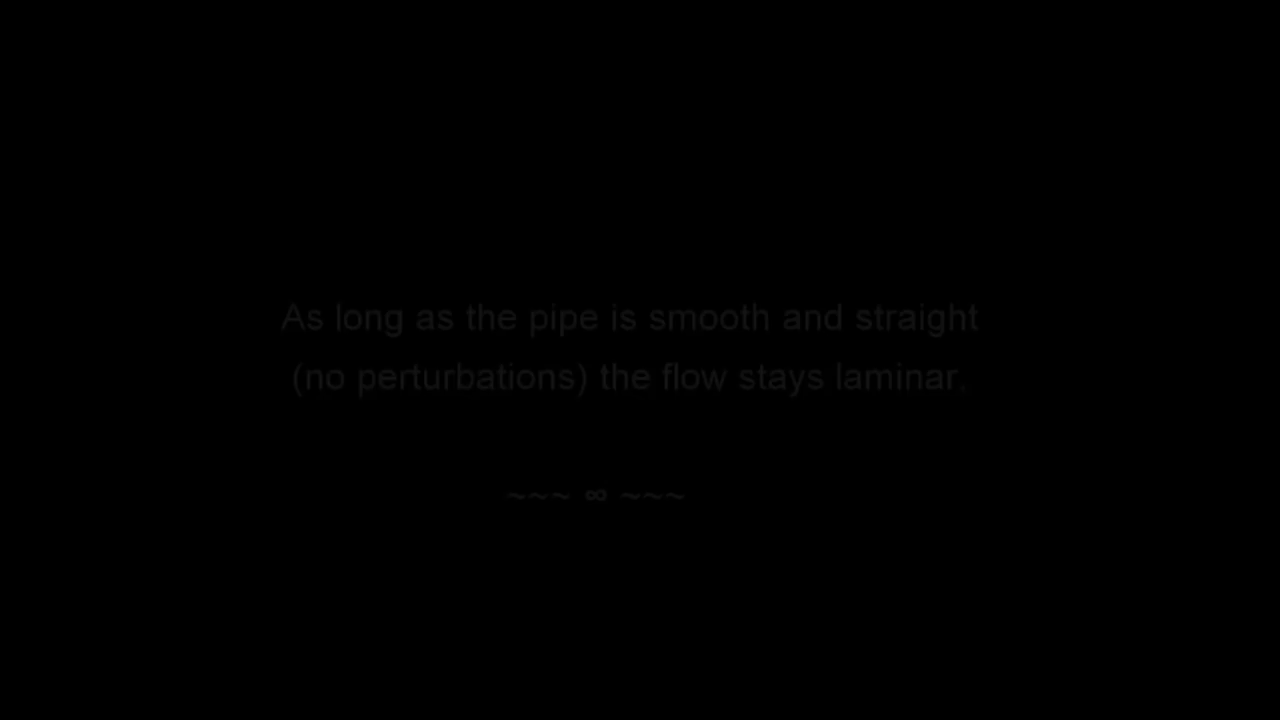 As long as the pipe is smooth and straight
(no perturbations) the flow stays laminar.
~~~ ∞ ~~~